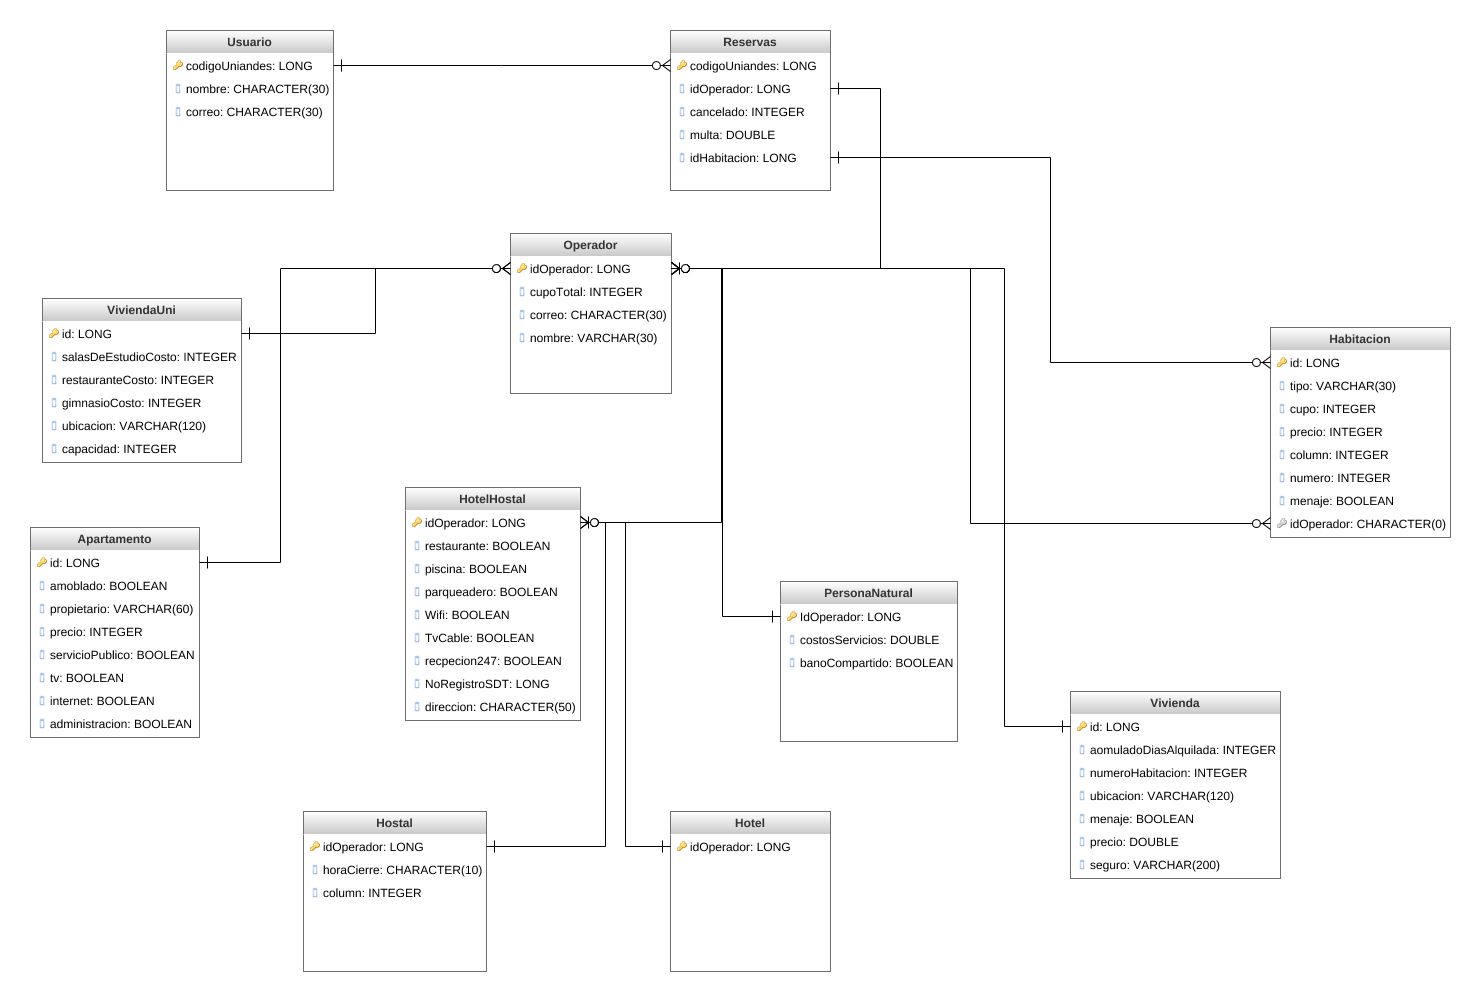 Usuario
codigoUniandes: LONG
nombre: CHARACTER(30)
correo: CHARACTER(30)
Reservas
codigoUniandes: LONG
idOperador: LONG
cancelado: INTEGER
multa: DOUBLE
idHabitacion: LONG
Operador
idOperador: LONG
cupoTotal: INTEGER
correo: CHARACTER(30)
nombre: VARCHAR(30)
ViviendaUni
id: LONG
salasDeEstudioCosto: INTEGER
restauranteCosto: INTEGER
gimnasioCosto: INTEGER
ubicacion: VARCHAR(120)
capacidad: INTEGER
Habitacion
id: LONG
tipo: VARCHAR(30)
cupo: INTEGER
precio: INTEGER
column: INTEGER
numero: INTEGER
menaje: BOOLEAN
idOperador: CHARACTER(0)
HotelHostal
idOperador: LONG
restaurante: BOOLEAN
piscina: BOOLEAN
parqueadero: BOOLEAN
Wifi: BOOLEAN
TvCable: BOOLEAN
recpecion247: BOOLEAN
NoRegistroSDT: LONG
direccion: CHARACTER(50)
Apartamento
id: LONG
amoblado: BOOLEAN
propietario: VARCHAR(60)
precio: INTEGER
servicioPublico: BOOLEAN
tv: BOOLEAN
internet: BOOLEAN
administracion: BOOLEAN
PersonaNatural
IdOperador: LONG
costosServicios: DOUBLE
banoCompartido: BOOLEAN
Vivienda
id: LONG
aomuladoDiasAlquilada: INTEGER
numeroHabitacion: INTEGER
ubicacion: VARCHAR(120)
menaje: BOOLEAN
precio: DOUBLE
seguro: VARCHAR(200)
Hostal
idOperador: LONG
horaCierre: CHARACTER(10)
column: INTEGER
Hotel
idOperador: LONG